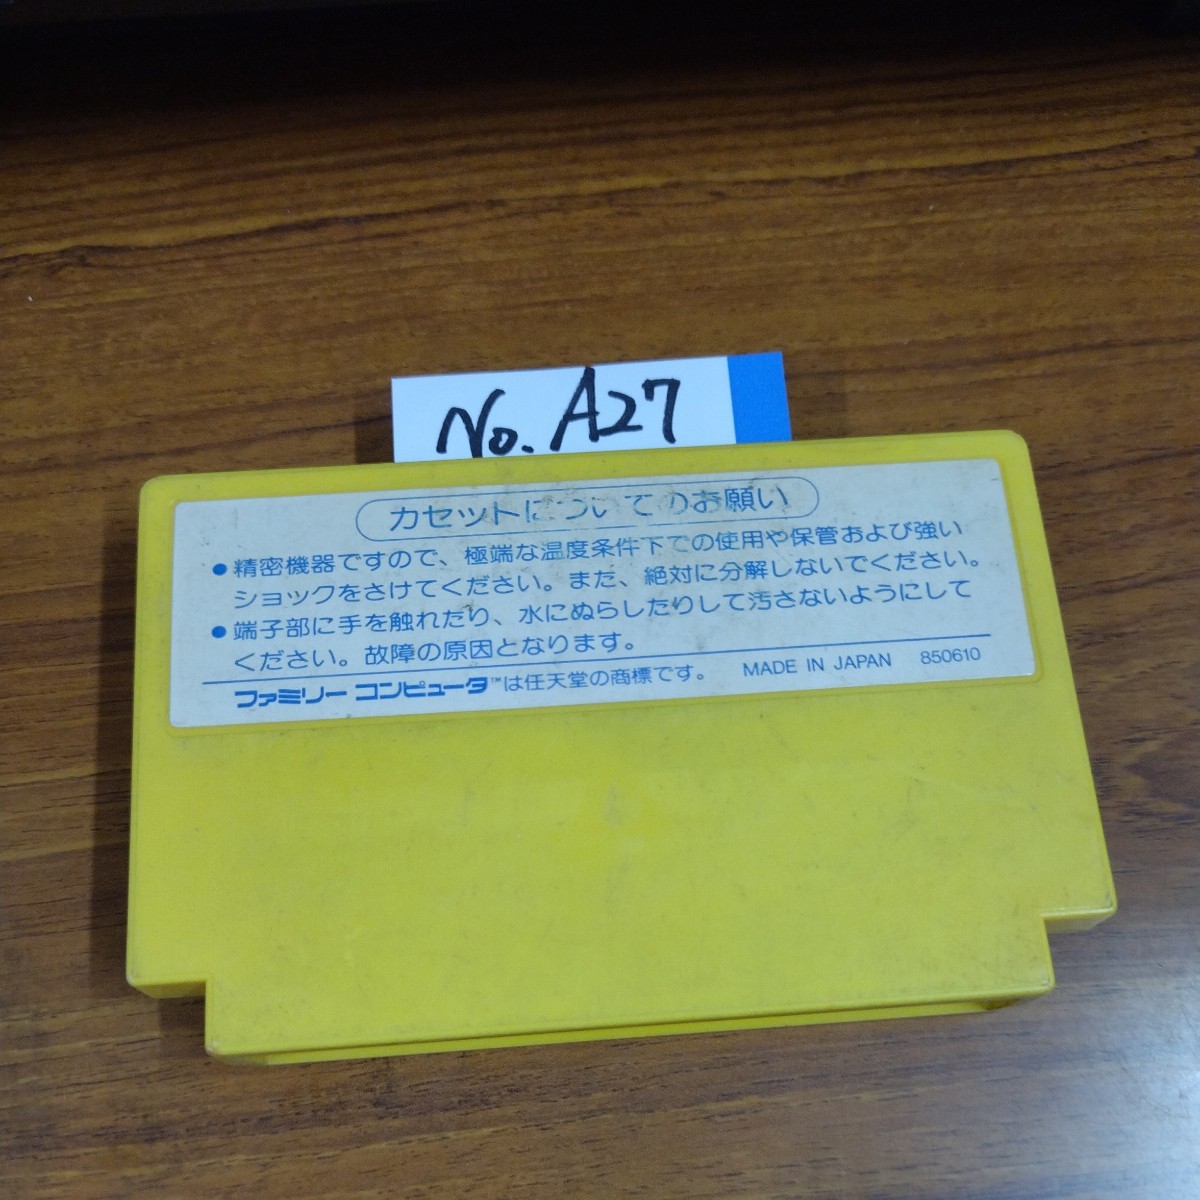 No. A27
カセットについてのお願い
●精密機器ですので、極端な温度条件下での使用や保管および強い
ショックをさけてください。また、絶対に分解しないでください。
●端子部に手を触れたり、水にぬらしたりして汚さないようにして
ください。故障の原因となります。
ファミリーコンピュータ™は任天堂の商標です。 MADE IN JAPAN 850610